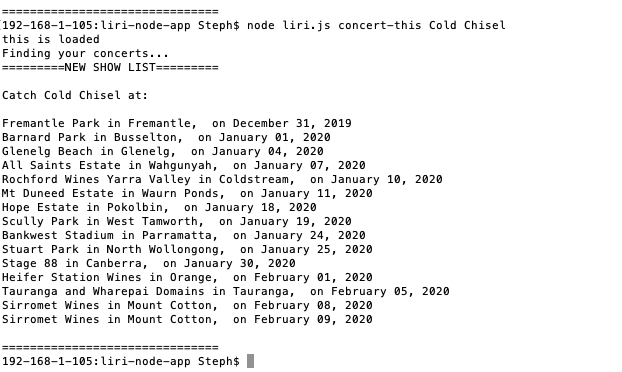 ==============================
192-168-1-105:liri-node-app Steph$ node liri.js concert-this Cold Chisel
this is loaded
Finding your concerts...
=========NEW SHOW LIST=========
Catch Cold Chisel at:
Fremantle Park in Fremantle,  on December 31, 2019
Barnard Park in Busselton,  on January 01, 2020
Glenelg Beach in Glenelg,  on January 04, 2020
All Saints Estate in Wahgunyah,  on January 07, 2020
Rochford Wines Yarra Valley in Coldstream,  on January 10, 2020
Mt Duneed Estate in Waurn Ponds,  on January 11, 2020
Hope Estate in Pokolbin,  on January 18, 2020
Scully Park in West Tamworth,  on January 19, 2020
Bankwest Stadium in Parramatta,  on January 24, 2020
Stuart Park in North Wollongong,  on January 25, 2020
Stage 88 in Canberra,  on January 30, 2020
Heifer Station Wines in Orange,  on February 01, 2020
Tauranga and Wharepai Domains in Tauranga,  on February 05, 2020
Sirromet Wines in Mount Cotton,  on February 08, 2020
Sirromet Wines in Mount Cotton,  on February 09, 2020
==============================
192-168-1-105:liri-node-app Steph$